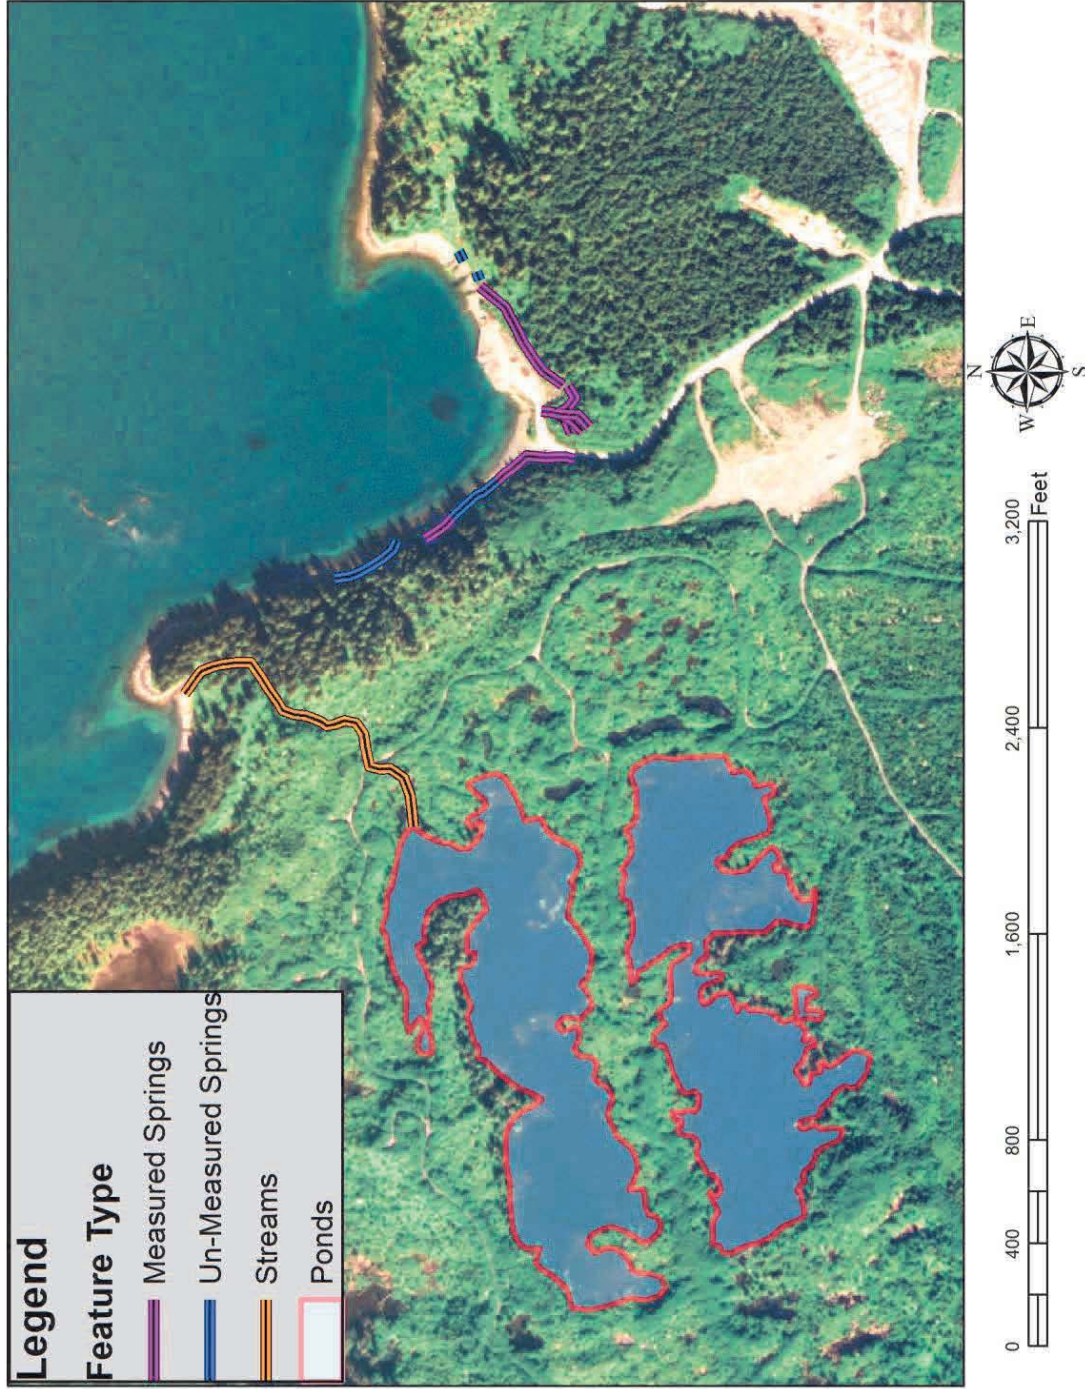 Legend
Feature Type
Measured Springs
Un-Measured Springs
Streams
Ponds
0 400 800 1,600 2,400 3,200
Feet
N
W E
S